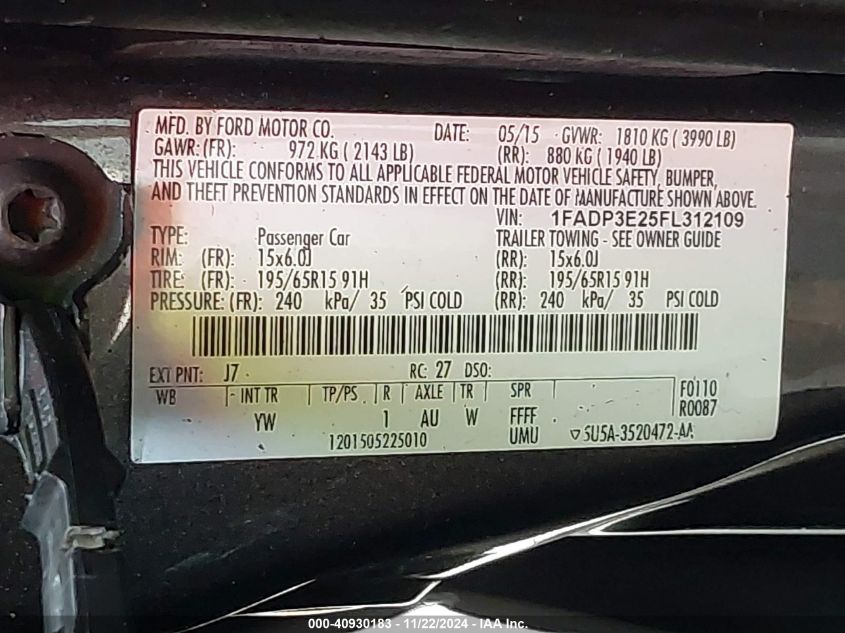 MFD. BY FORD MOTOR CO. DATE: 05/15 GVWR: 1810 KG ( 3990 LB)
GAWR: (FR): 972 KG ( 2143 LB) (RR): 880 KG ( 1940 LB)
THIS VEHICLE CONFORMS TO ALL APPLICABLE FEDERAL MOTOR VEHICLE SAFETY, BUMPER,
AND THEFT PREVENTION STANDARDS IN EFFECT ON THE DATE OF MANUFACTURE SHOWN ABOVE.
VIN: 1FADP3E25FL312109
TYPE: Passenger Car TRAILER TOWING - SEE OWNER GUIDE
RIM: (FR): 15x6.0J (RR): 15x6.0J
TIRE: (FR): 195/65R15 91H (RR): 195/65R15 91H
PRESSURE: (FR): 240 kPa/ 35 PSI COLD (RR): 240 kPa/ 35 PSI COLD
EXT PNT: J7 RC: 27 DSO:
WB INT TR TP/PS R AXLE TR SPR F0110
YW 1 AU W FFFF R0087
1201505225010 UMU ▽5U5A-3520472-AA
000-40930183 - 11/22/2024 - IAA Inc.